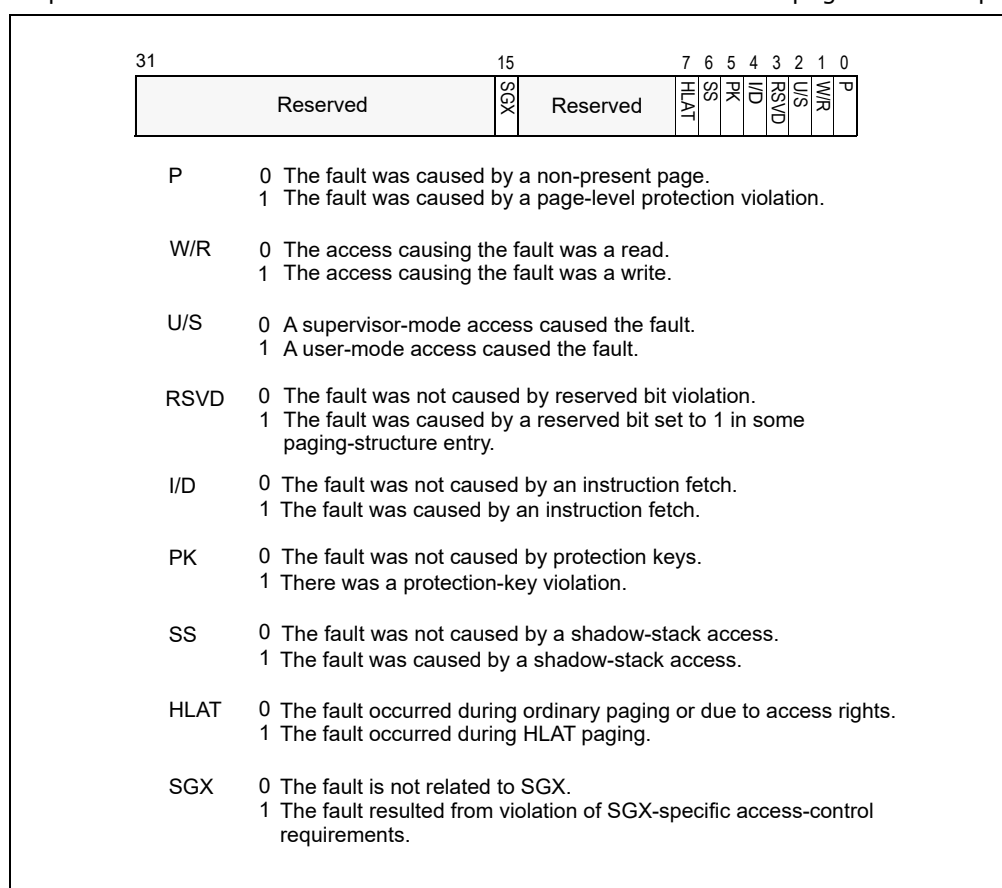 31 15 7 6 5 4 3 2 1 0
Reserved SGX Reserved HLAT SS PK I/D RSVD U/S W/R P
P 0 The fault was caused by a non-present page.
1 The fault was caused by a page-level protection violation.
W/R 0 The access causing the fault was a read.
1 The access causing the fault was a write.
U/S 0 A supervisor-mode access caused the fault.
1 A user-mode access caused the fault.
RSVD 0 The fault was not caused by reserved bit violation.
1 The fault was caused by a reserved bit set to 1 in some
paging-structure entry.
I/D 0 The fault was not caused by an instruction fetch.
1 The fault was caused by an instruction fetch.
PK 0 The fault was not caused by protection keys.
1 There was a protection-key violation.
SS 0 The fault was not caused by a shadow-stack access.
1 The fault was caused by a shadow-stack access.
HLAT 0 The fault occurred during ordinary paging or due to access rights.
1 The fault occurred during HLAT paging.
SGX 0 The fault is not related to SGX.
1 The fault resulted from violation of SGX-specific access-control
requirements.